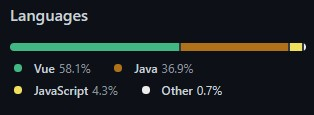 Languages
Vue 58.1% Java 36.9%
JavaScript 4.3% Other 0.7%